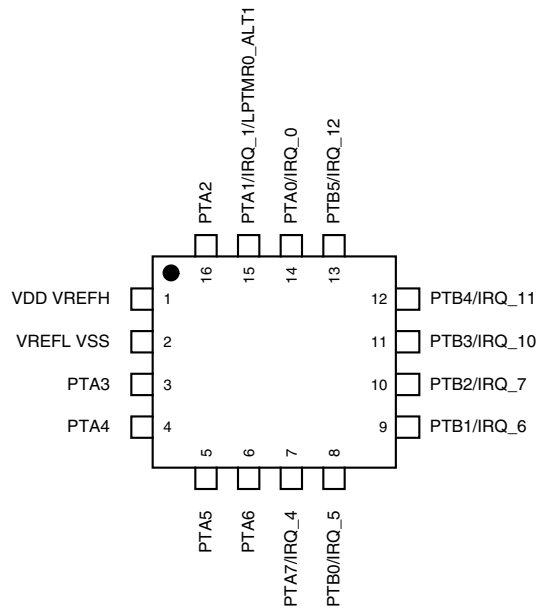 PTA2
PTA1/IRQ_1/LPTMR0_ALT1
PTA0/IRQ_0
PTB5/IRQ_12
16
15
14
13
VDD VREFH
1
12
PTB4/IRQ_11
VREFL VSS
2
11
PTB3/IRQ_10
PTA3
3
10
PTB2/IRQ_7
PTA4
4
9
PTB1/IRQ_6
5
6
7
8
PTA5
PTA6
PTA7/IRQ_4
PTB0/IRQ_5